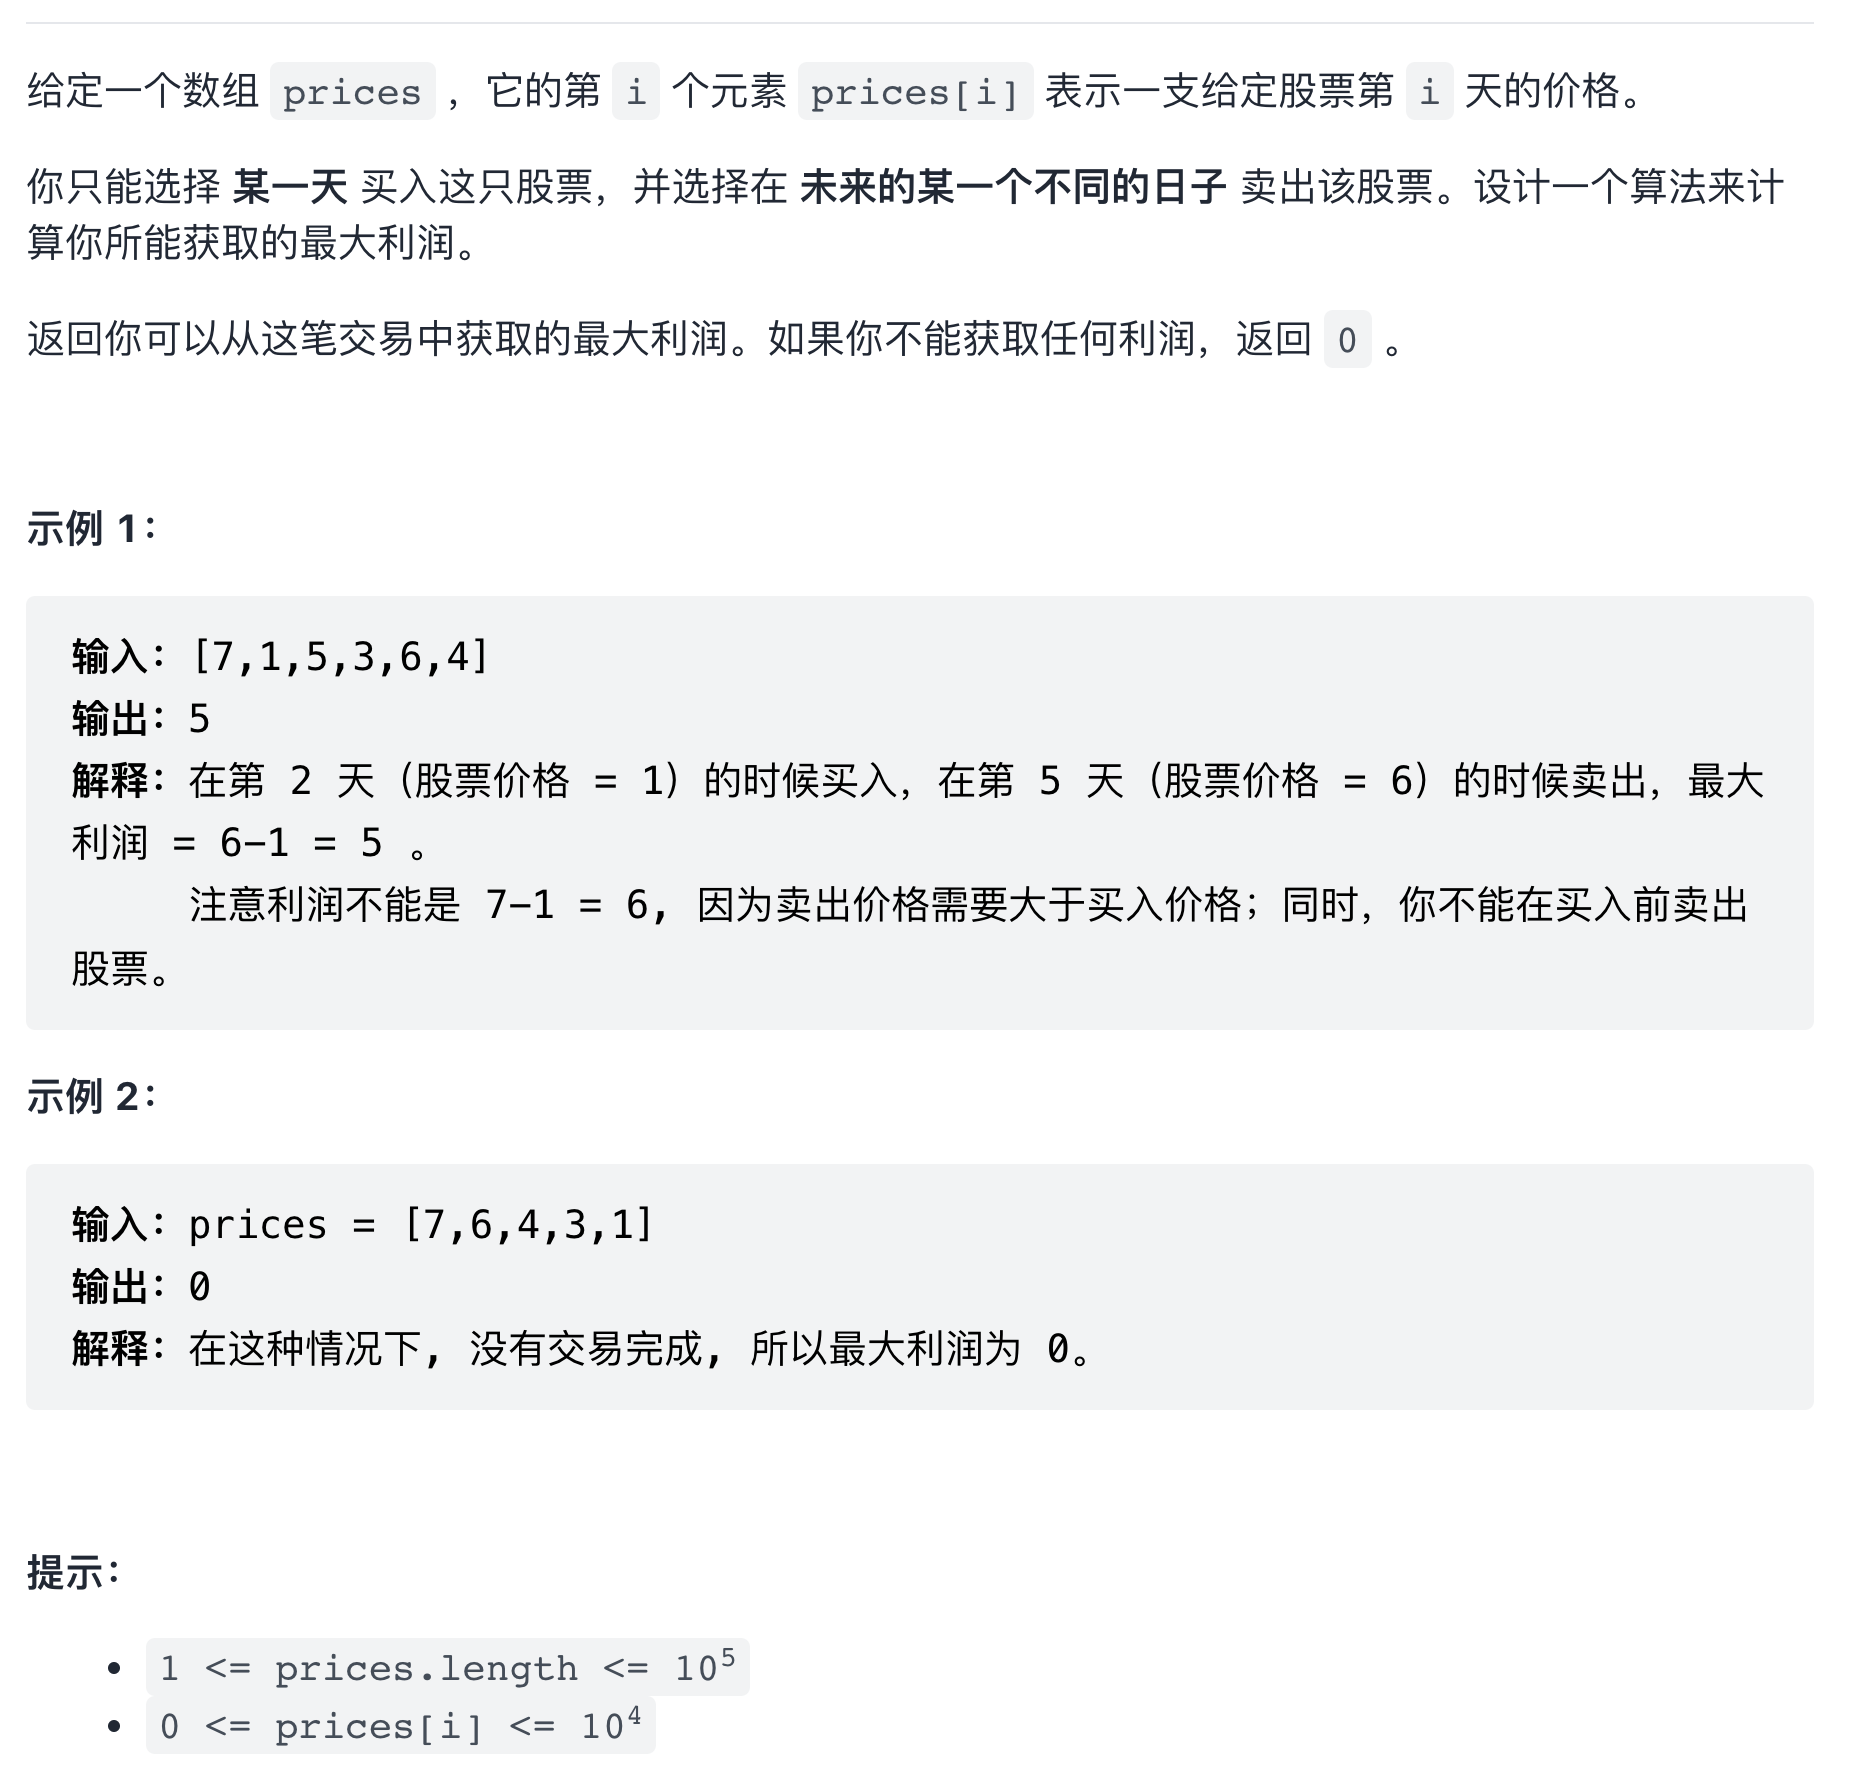 给定一个数组 prices ，它的第 i 个元素 prices[i] 表示一支给定股票第 i 天的价格。
你只能选择 某一天 买入这只股票，并选择在 未来的某一个不同的日子 卖出该股票。设计一个算法来计
算你所能获取的最大利润。
返回你可以从这笔交易中获取的最大利润。如果你不能获取任何利润，返回 0 。
示例 1：
输入：[7,1,5,3,6,4]
输出：5
解释：在第 2 天（股票价格 = 1）的时候买入，在第 5 天（股票价格 = 6）的时候卖出，最大
利润 = 6-1 = 5 。
注意利润不能是 7-1 = 6, 因为卖出价格需要大于买入价格；同时，你不能在买入前卖出
股票。
示例 2：
输入：prices = [7,6,4,3,1]
输出：0
解释：在这种情况下, 没有交易完成, 所以最大利润为 0。
提示：
• 1 <= prices.length <= 10⁵
• 0 <= prices[i] <= 10⁴